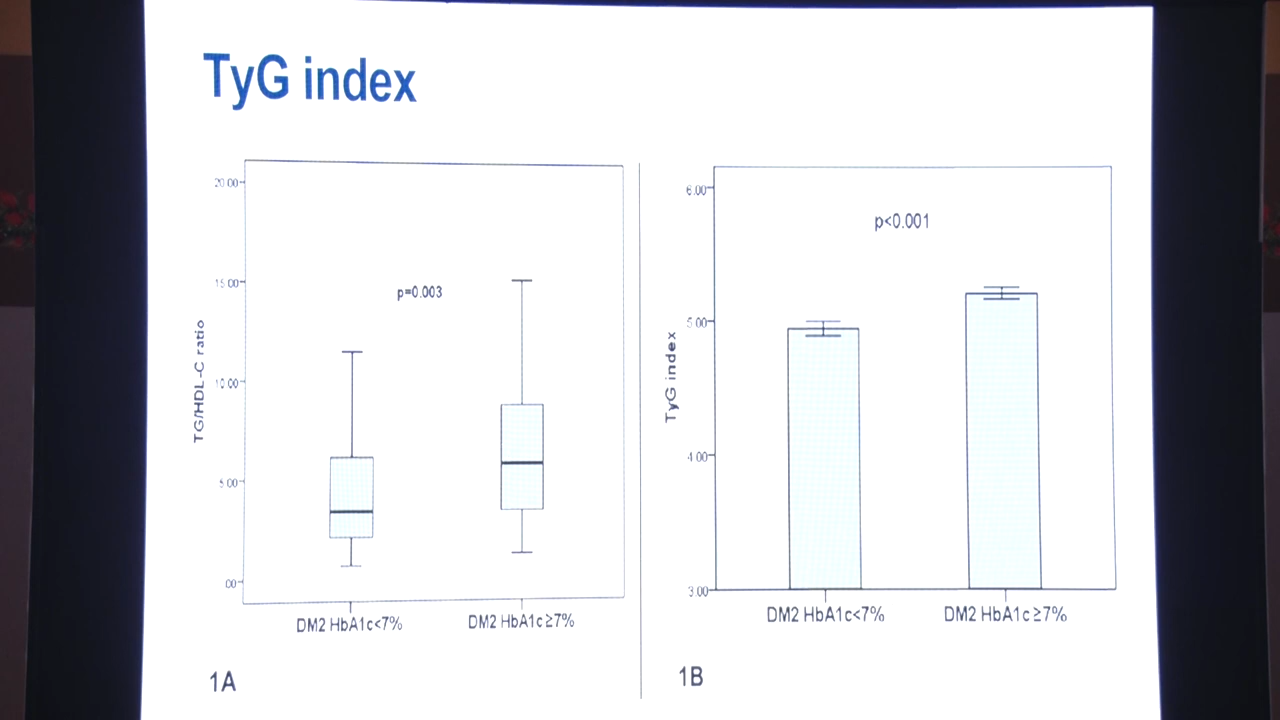 TyG index
20.00
15.00
10.00
5.00
.00
TG/HDL-C ratio
p=0.003
DM2 HbA1c<7%
DM2 HbA1c≥7%
1A
6.00
5.00
4.00
3.00
TyG index
p<0.001
DM2 HbA1c<7%
DM2 HbA1c≥7%
1B